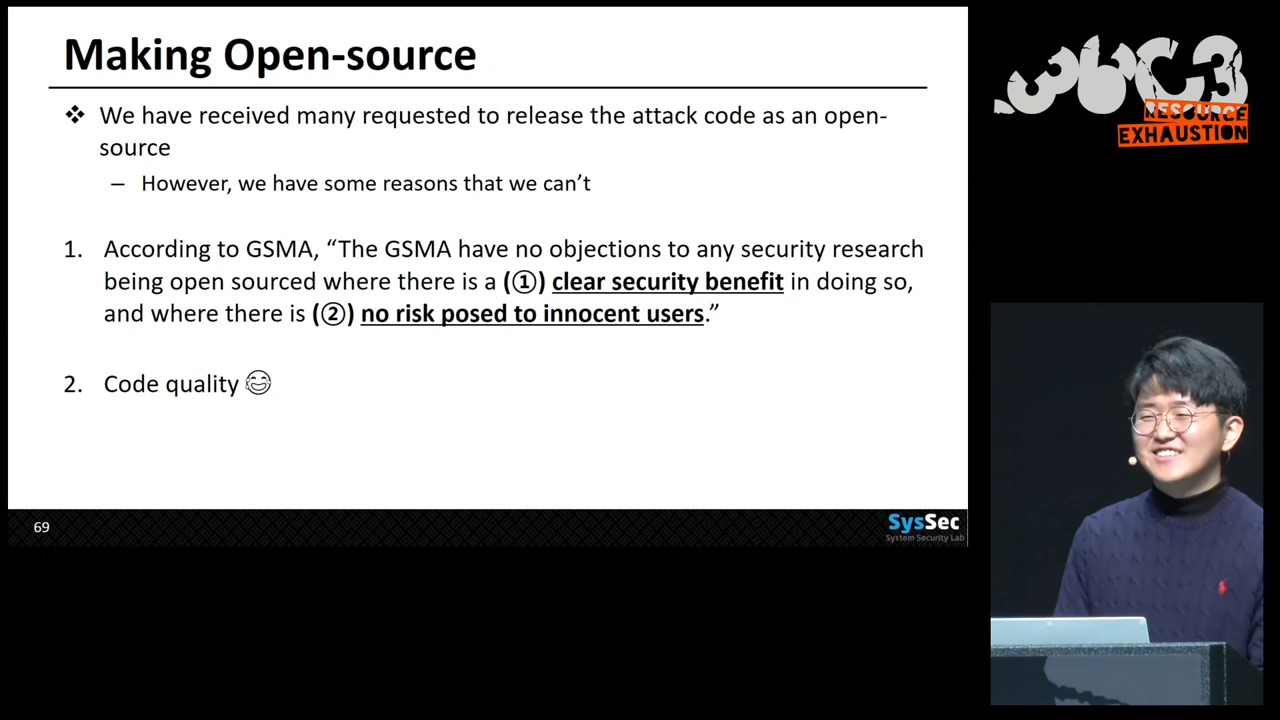 Making Open-source
❖ We have received many requested to release the attack code as an open-
source
– However, we have some reasons that we can’t
1. According to GSMA, “The GSMA have no objections to any security research
being open sourced where there is a (①) clear security benefit in doing so,
and where there is (②) no risk posed to innocent users.”
2. Code quality 😄
69
SysSec
System Security Lab
36C3
RESOURCE
EXHAUSTION